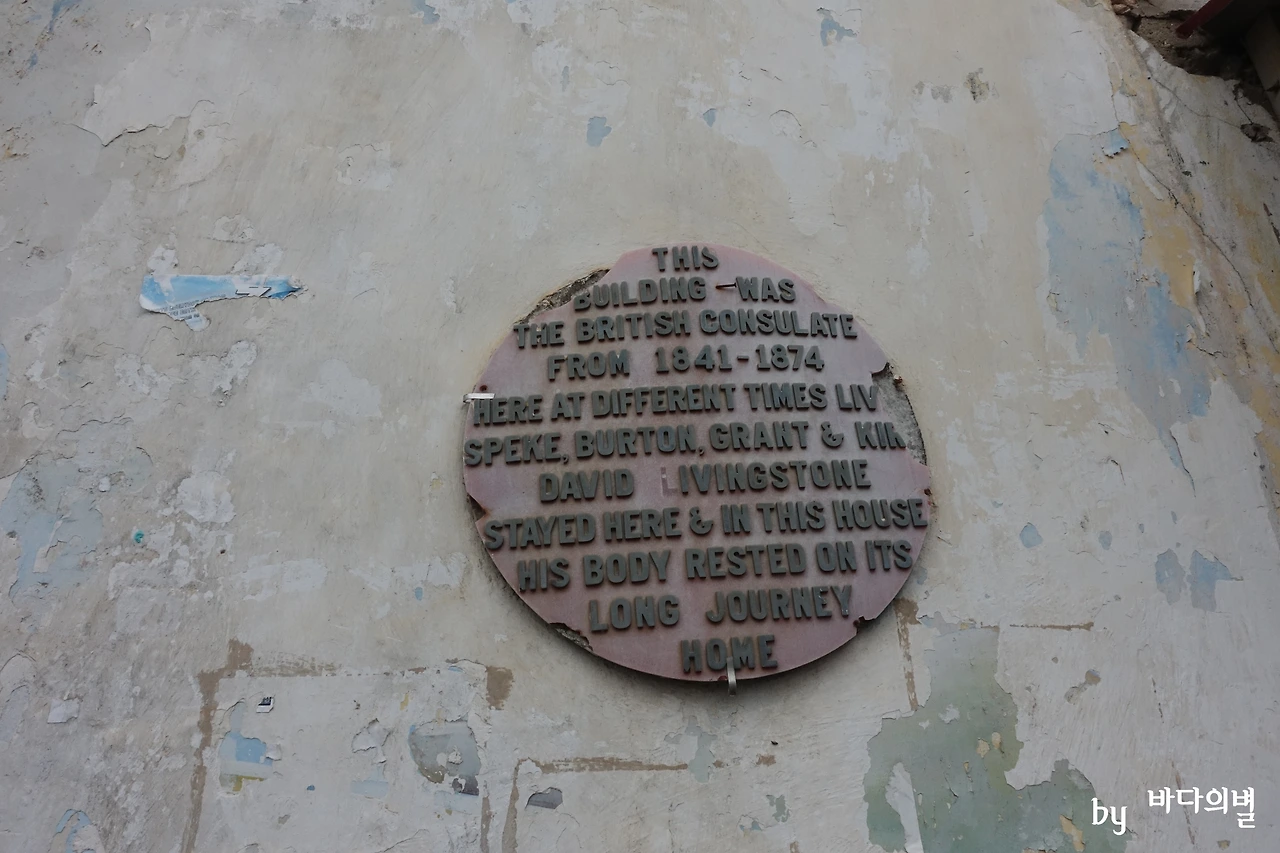 THIS
BUILDING WAS
THE BRITISH CONSULATE
FROM 1841-1874
HERE AT DIFFERENT TIMES LIV
SPEKE, BURTON, GRANT & KIR
DAVID LIVINGSTONE
STAYED HERE & IN THIS HOUSE
HIS BODY RESTED ON ITS
LONG JOURNEY
HOME
by 바다의별